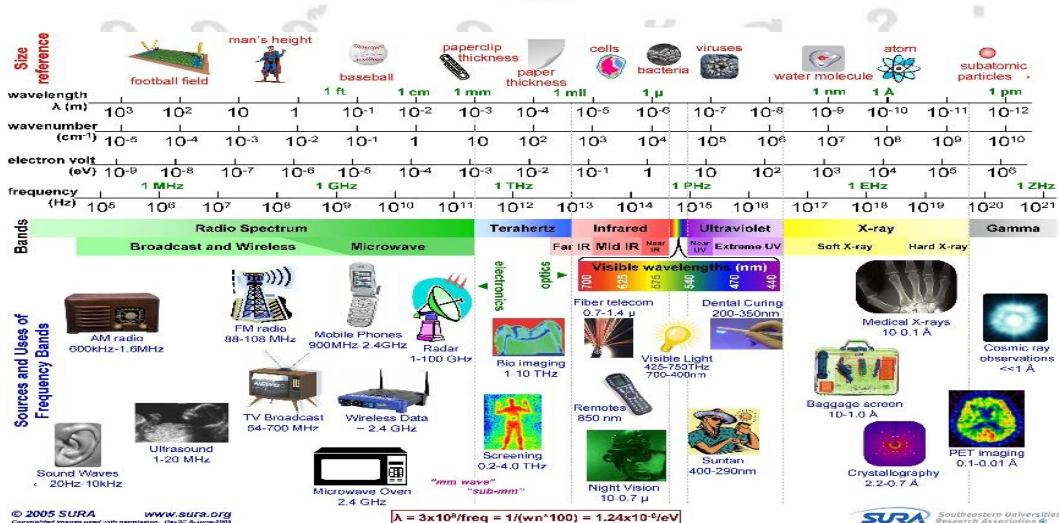 Size reference
football field
man's height
baseball
paperclip thickness
paper thickness
cells
bacteria
viruses
water molecule
atom
subatomic particles
wavelength λ (m)
1 ft 1 cm 1 mm 1 mil 1 μ 1 nm 1 Å 1 pm
10³ 10² 10 1 10⁻¹ 10⁻² 10⁻³ 10⁻⁴ 10⁻⁵ 10⁻⁶ 10⁻⁷ 10⁻⁸ 10⁻⁹ 10⁻¹⁰ 10⁻¹¹ 10⁻¹²
wavenumber (cm⁻¹)
10⁻⁵ 10⁻⁴ 10⁻³ 10⁻² 10⁻¹ 1 10 10² 10³ 10⁴ 10⁵ 10⁶ 10⁷ 10⁸ 10⁹ 10¹⁰
electron volt (eV)
10⁻⁹ 10⁻⁸ 10⁻⁷ 10⁻⁶ 10⁻⁵ 10⁻⁴ 10⁻³ 10⁻² 10⁻¹ 1 10 10² 10³ 10⁴ 10⁵ 10⁶
frequency (Hz)
1 MHz 1 GHz 1 THz 1 PHz 1 EHz 1 ZHz
10⁵ 10⁶ 10⁷ 10⁸ 10⁹ 10¹⁰ 10¹¹ 10¹² 10¹³ 10¹⁴ 10¹⁵ 10¹⁶ 10¹⁷ 10¹⁸ 10¹⁹ 10²⁰ 10²¹
Bands
Radio Spectrum Terahertz Infrared Ultraviolet X-ray Gamma
Broadcast and Wireless Microwave Far IR Mid IR Near IR Near UV Extreme UV Soft X-ray Hard X-ray
electronics
optics
Visible wavelengths (nm)
700 625 575 540 470 440
Sources and Uses of Frequency Bands
AM radio
600kHz-1.6MHz
FM radio
88-108 MHz
Mobile Phones
900MHz-2.4GHz
Radar
1-100 GHz
Bio imaging
1-10 THz
Fiber telecom
0.7-1.4 μ
Visible Light
425-750THz
700-400nm
Dental Curing
200-350nm
Medical X-rays
10-0.1 Å
Cosmic ray observations
<<1 Å
Sound Waves
20Hz-10kHz
Ultrasound
1-20 MHz
TV Broadcast
54-700 MHz
Wireless Data
~ 2.4 GHz
Microwave Oven
2.4 GHz
"mm wave"
"sub-mm"
Screening
0.2-4.0 THz
Remotes
850 nm
Night Vision
10-0.7 μ
Suntan
400-290nm
Baggage screen
10-1.0 Å
Crystallography
2.2-0.7 Å
PET imaging
0.1-0.01 Å
© 2005 SURA www.sura.org
Copyrighted images used with permission.
λ = 3x10⁸/freq = 1/(wn*100) = 1.24x10⁻⁶/eV
SURA
Southeastern Universities
Research Association